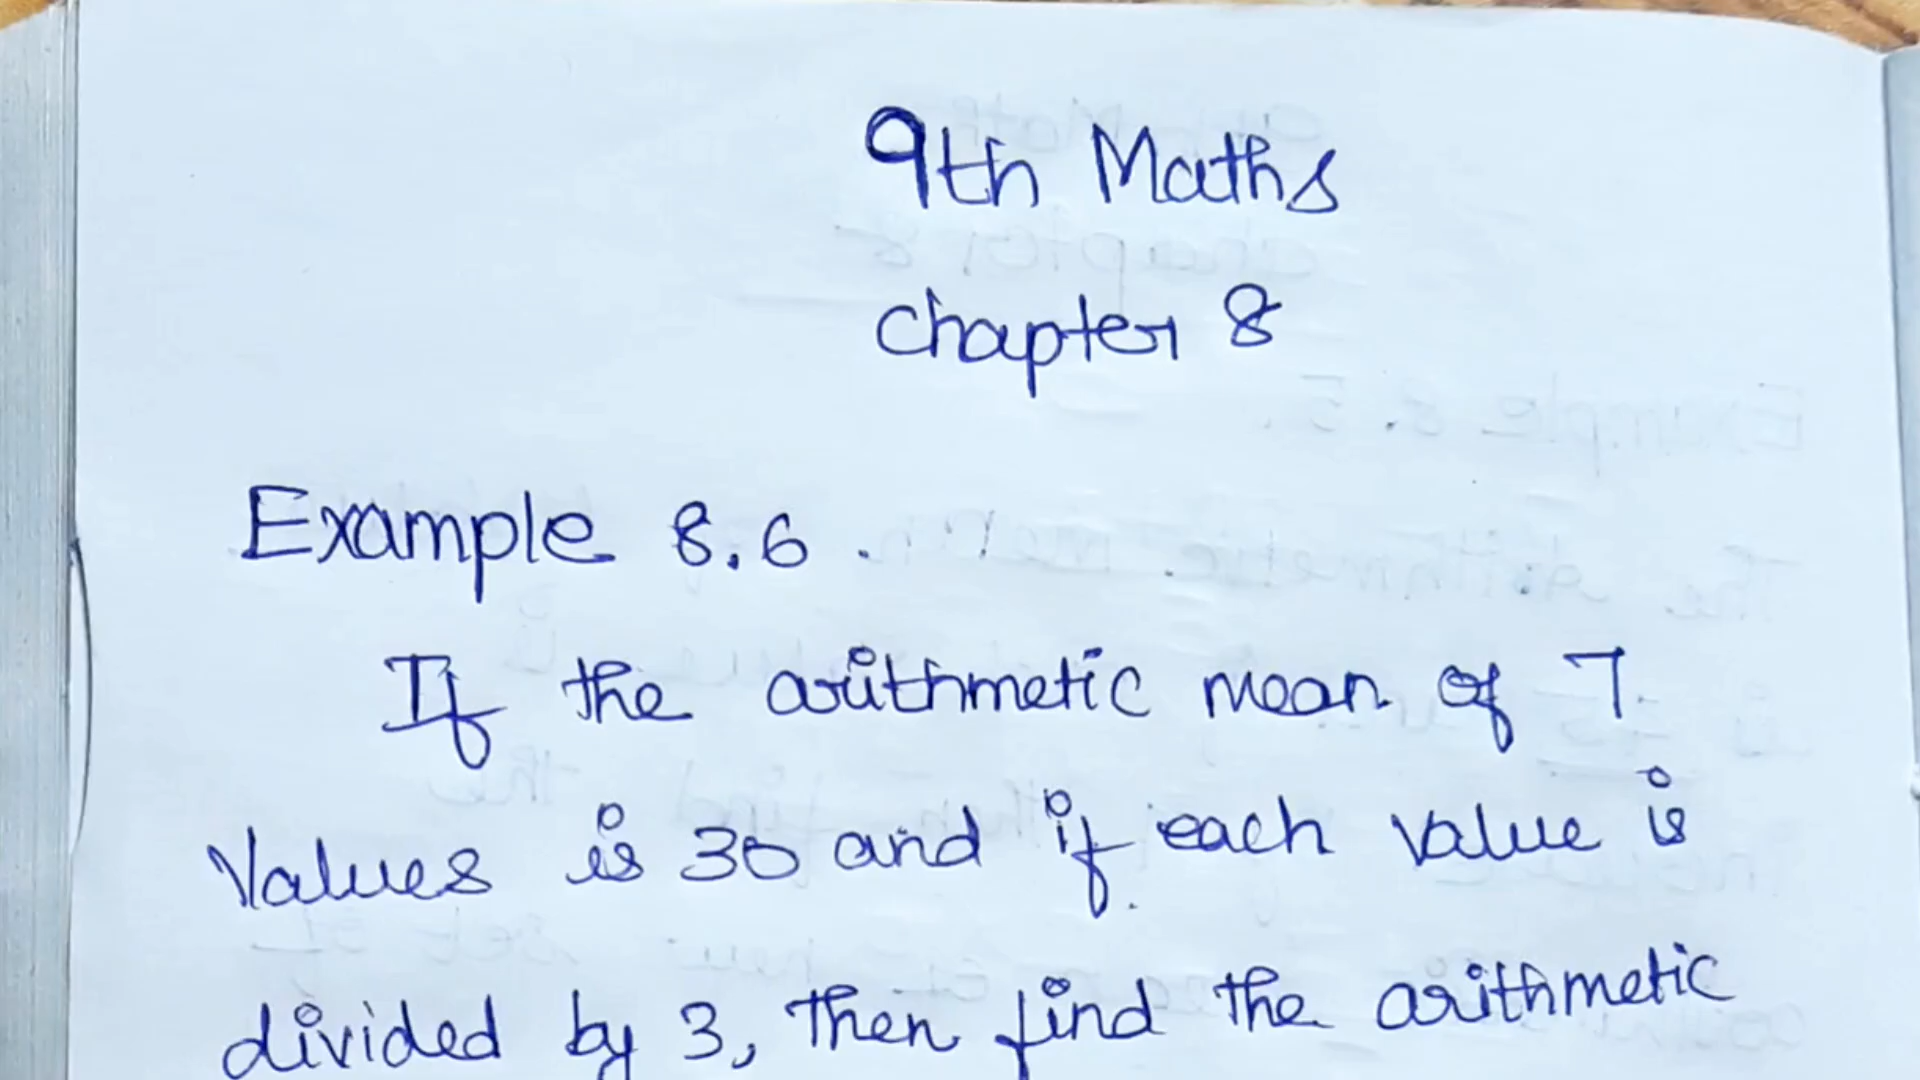 9th Maths
Chapter 8
Example 8.6.
If the arithmetic mean of 7
Values is 30 and if each value is
divided by 3, then find the arithmetic